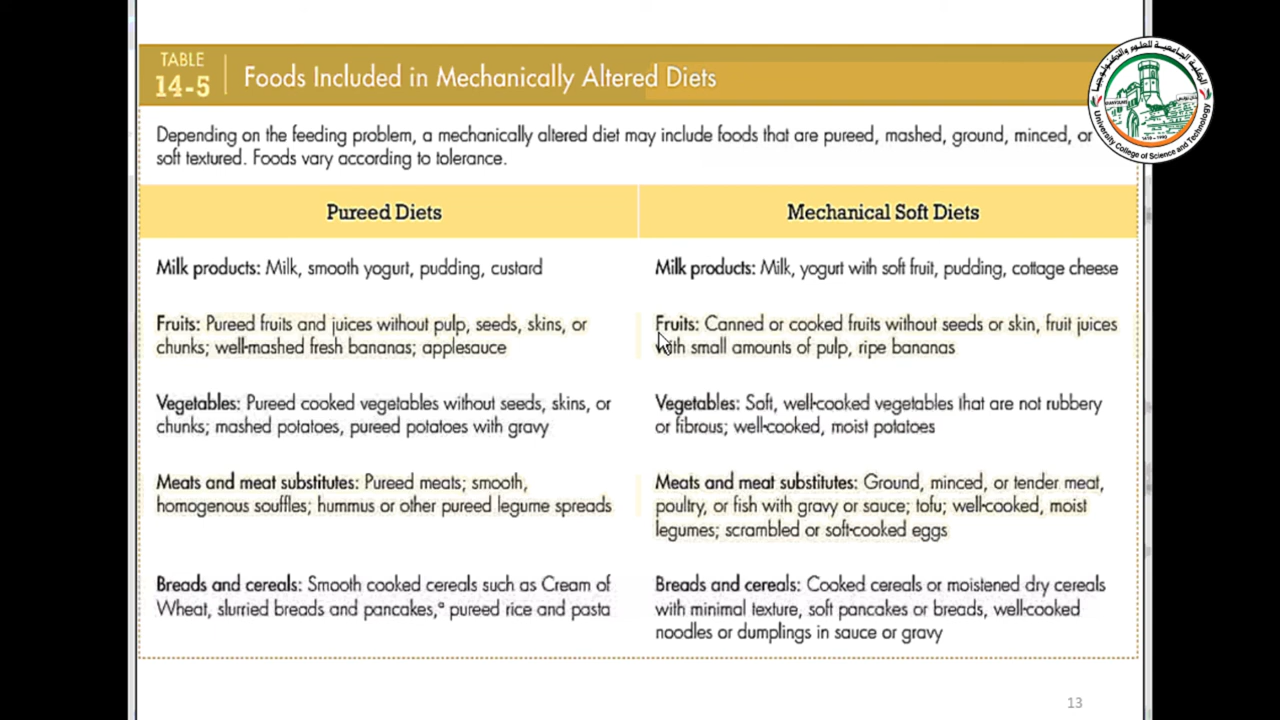 TABLE
14-5
Foods Included in Mechanically Altered Diets
الكلية الجامعية للعلوم والتكنولوجيا
University College of Science and Technology
Depending on the feeding problem, a mechanically altered diet may include foods that are pureed, mashed, ground, minced, or
soft textured. Foods vary according to tolerance.
Pureed Diets
Mechanical Soft Diets
Milk products: Milk, smooth yogurt, pudding, custard
Milk products: Milk, yogurt with soft fruit, pudding, cottage cheese
Fruits: Pureed fruits and juices without pulp, seeds, skins, or
chunks; well-mashed fresh bananas; applesauce
Fruits: Canned or cooked fruits without seeds or skin, fruit juices
with small amounts of pulp, ripe bananas
Vegetables: Pureed cooked vegetables without seeds, skins, or
chunks; mashed potatoes, pureed potatoes with gravy
Vegetables: Soft, well-cooked vegetables that are not rubbery
or fibrous; well-cooked, moist potatoes
Meats and meat substitutes: Pureed meats; smooth,
homogenous souffles; hummus or other pureed legume spreads
Meats and meat substitutes: Ground, minced, or tender meat,
poultry, or fish with gravy or sauce; tofu; well-cooked, moist
legumes; scrambled or soft-cooked eggs
Breads and cereals: Smooth cooked cereals such as Cream of
Wheat, slurried breads and pancakes,ᵃ pureed rice and pasta
Breads and cereals: Cooked cereals or moistened dry cereals
with minimal texture, soft pancakes or breads, well-cooked
noodles or dumplings in sauce or gravy
13